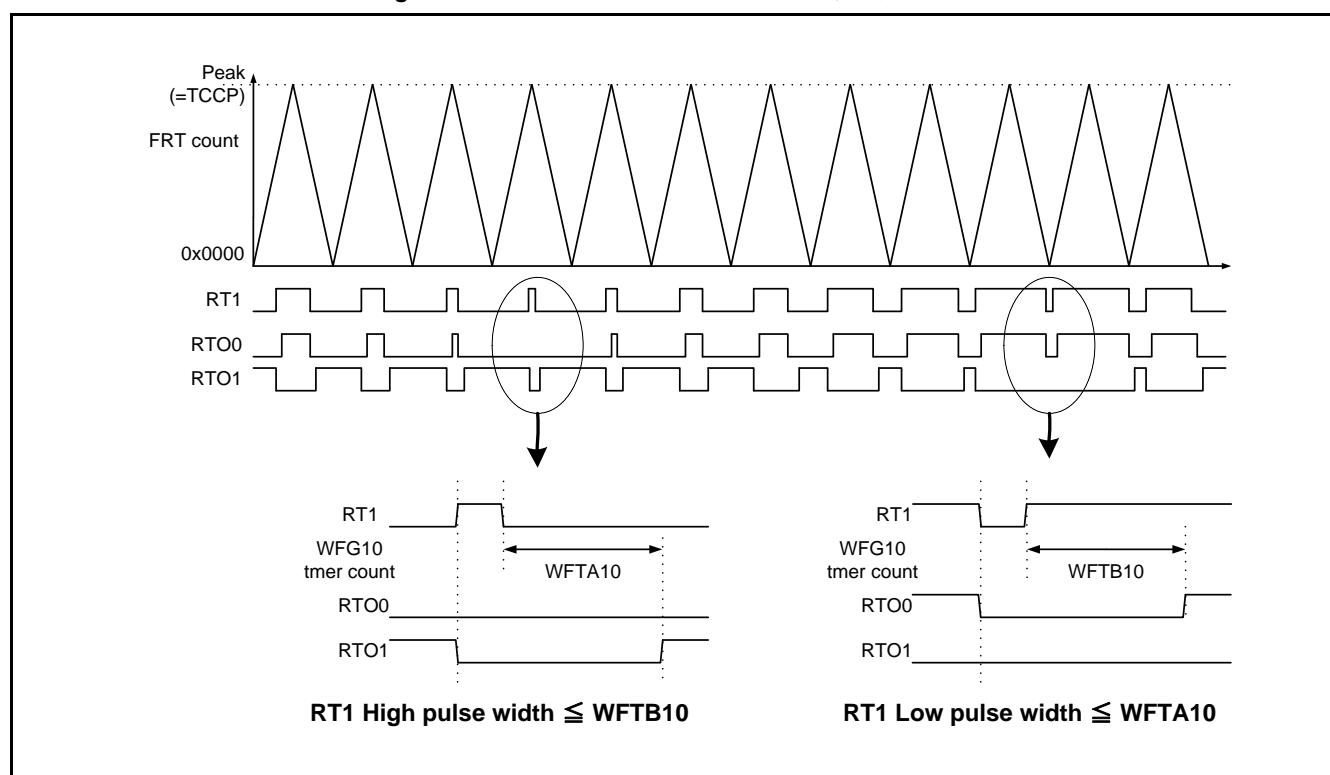 Peak
(=TCCP)
FRT count
0x0000
RT1
RTO0
RTO1
RT1
WFG10
tmer count
WFTA10
RTO0
RTO1
RT1 High pulse width ≦ WFTB10
RT1
WFG10
tmer count
WFTB10
RTO0
RTO1
RT1 Low pulse width ≦ WFTA10